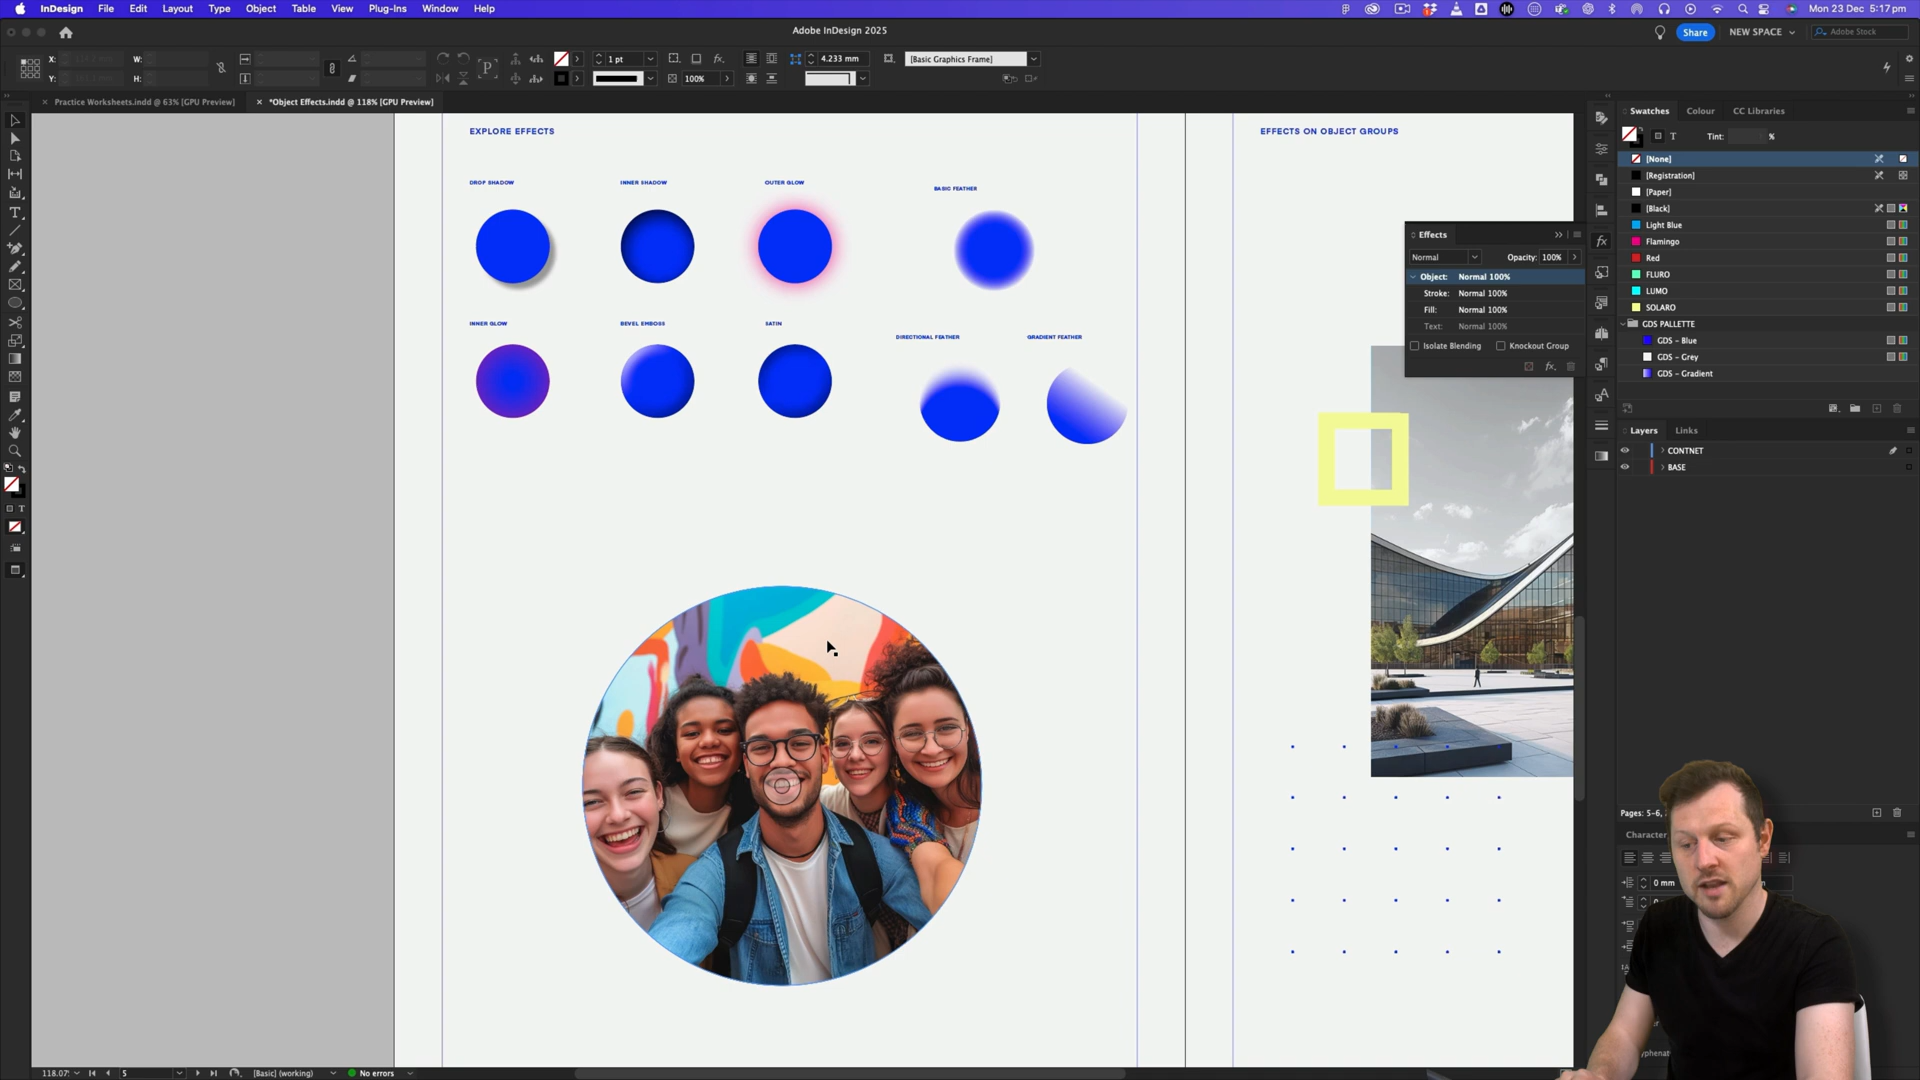 InDesign File Edit Layout Type Object Table View Plug-Ins Window Help
Mon 23 Dec 5:17pm
Adobe InDesign 2025
Share
NEW SPACE
Adobe Stock
X:
W:
1 pt
4.233 mm
[Basic Graphics Frame]
Y:
H:
100%
Practice Worksheets.indd @ 63% [GPU Preview]
*Object Effects.indd @ 118% [GPU Preview]
EXPLORE EFFECTS
EFFECTS ON OBJECT GROUPS
DROP SHADOW
INNER SHADOW
OUTER GLOW
BASIC FEATHER
INNER GLOW
BEVEL EMBOSS
SATIN
DIRECTIONAL FEATHER
GRADIENT FEATHER
Effects
Normal
Opacity: 100%
Object: Normal 100%
Stroke: Normal 100%
Fill: Normal 100%
Text: Normal 100%
Isolate Blending
Knockout Group
Swatches Colour CC Libraries
Tint: %
[None]
[Registration]
[Paper]
[Black]
Light Blue
Flamingo
Red
FLURO
LUMO
SOLARO
GDS PALLETTE
GDS - Blue
GDS - Grey
GDS - Gradient
Layers Links
CONTNET
BASE
Pages: 5-6,
Character
0 mm
118.07
5
[Basic] (working)
No errors